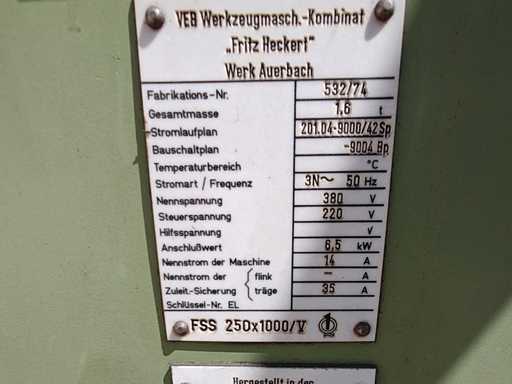 VEB Werkzeugmasch.-Kombinat
„Fritz Heckert"
Werk Auerbach
Fabrikations-Nr. 532/74
Gesamtmasse 1,6 t
Stromlaufplan 201.04-9000/42 Sp
Bauschaltplan -9004 Bp
Temperaturbereich °C
Stromart / Frequenz 3N~ 50 Hz
Nennspannung 380 V
Steuerspannung 220 V
Hilfsspannung V
Anschlußwert 6,5 kW
Nennstrom der Maschine 14 A
Nennstrom der flink – A
Zuleit.-Sicherung träge 35 A
Schlüssel-Nr. EL
FSS 250x1000/V
Hergestellt in der